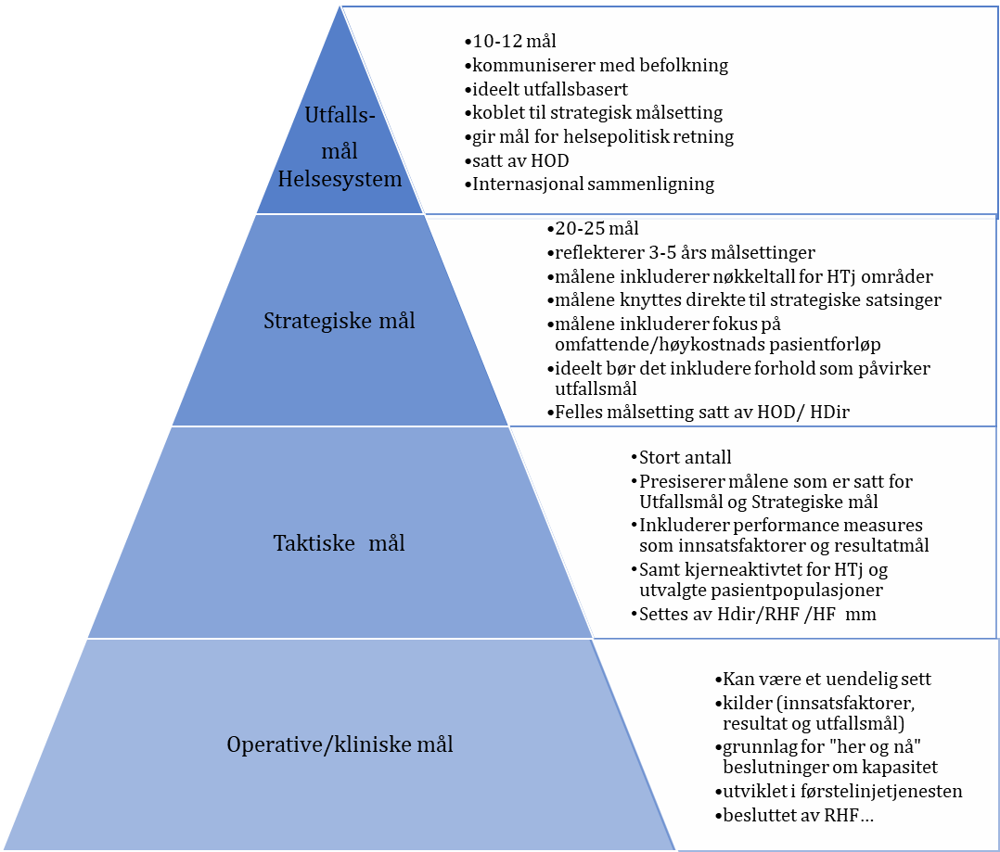 Utfalls-
mål
Helsesystem
•10-12 mål
•kommuniserer med befolkning
•ideelt utfallsbasert
•koblet til strategisk målsetting
•gir mål for helsepolitisk retning
•satt av HOD
•Internasjonal sammenligning
Strategiske mål
•20-25 mål
•reflekterer 3-5 års målsettinger
•målene inkluderer nøkkeltall for HTj områder
•målene knyttes direkte til strategiske satsinger
•målene inkluderer fokus på
omfattende/høykostnads pasientforløp
•ideelt bør det inkludere forhold som påvirker
utfallsmål
•Felles målsetting satt av HOD/ HDir
Taktiske mål
•Stort antall
•Presiserer målene som er satt for
Utfallsmål og Strategiske mål
•Inkluderer performance measures
som innsatsfaktorer og resultatmål
•Samt kjerneaktivtet for HTj og
utvalgte pasientpopulasjoner
•Settes av Hdir/RHF /HF mm
Operative/kliniske mål
•Kan være et uendelig sett
•kilder (innsatsfaktorer,
resultat og utfallsmål)
•grunnlag for "her og nå"
beslutninger om kapasitet
•utviklet i førstelinjetjenesten
•besluttet av RHF...